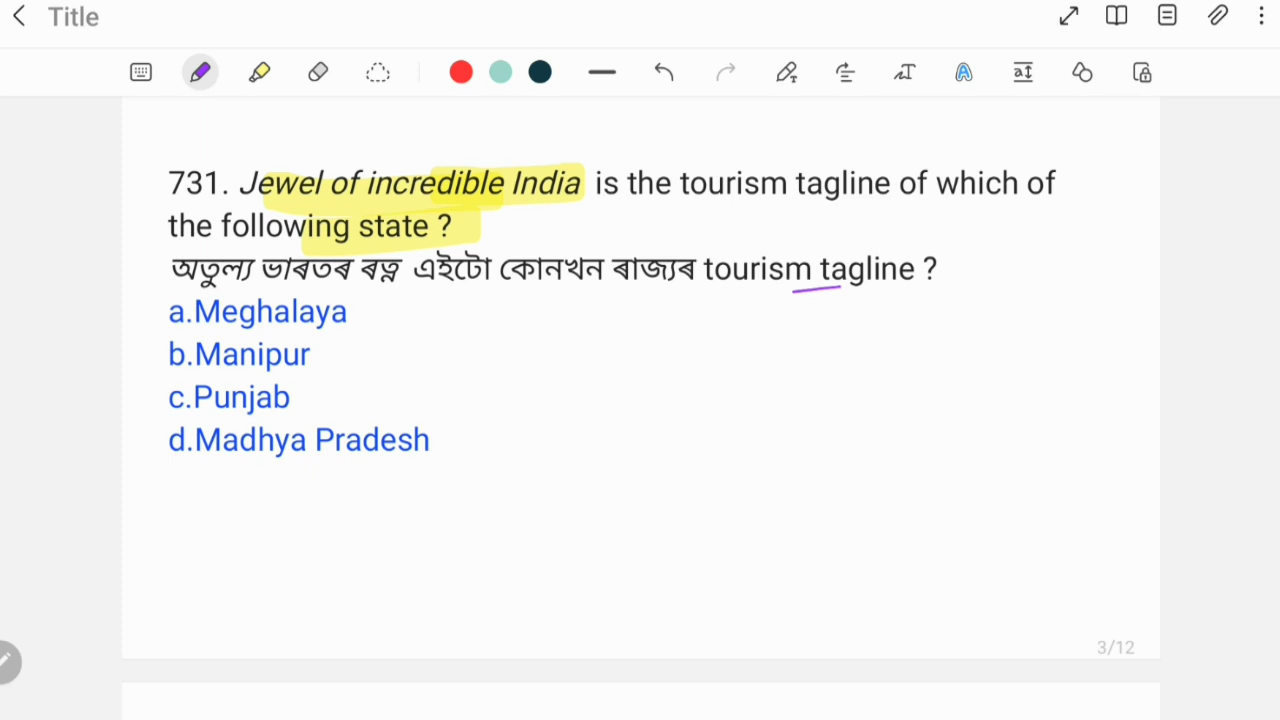 Title
731. Jewel of incredible India is the tourism tagline of which of
the following state ?
অতুল্য ভাৰতৰ ৰত্ন এইটো কোনখন ৰাজ্যৰ tourism tagline ?
a.Meghalaya
b.Manipur
c.Punjab
d.Madhya Pradesh
3/12